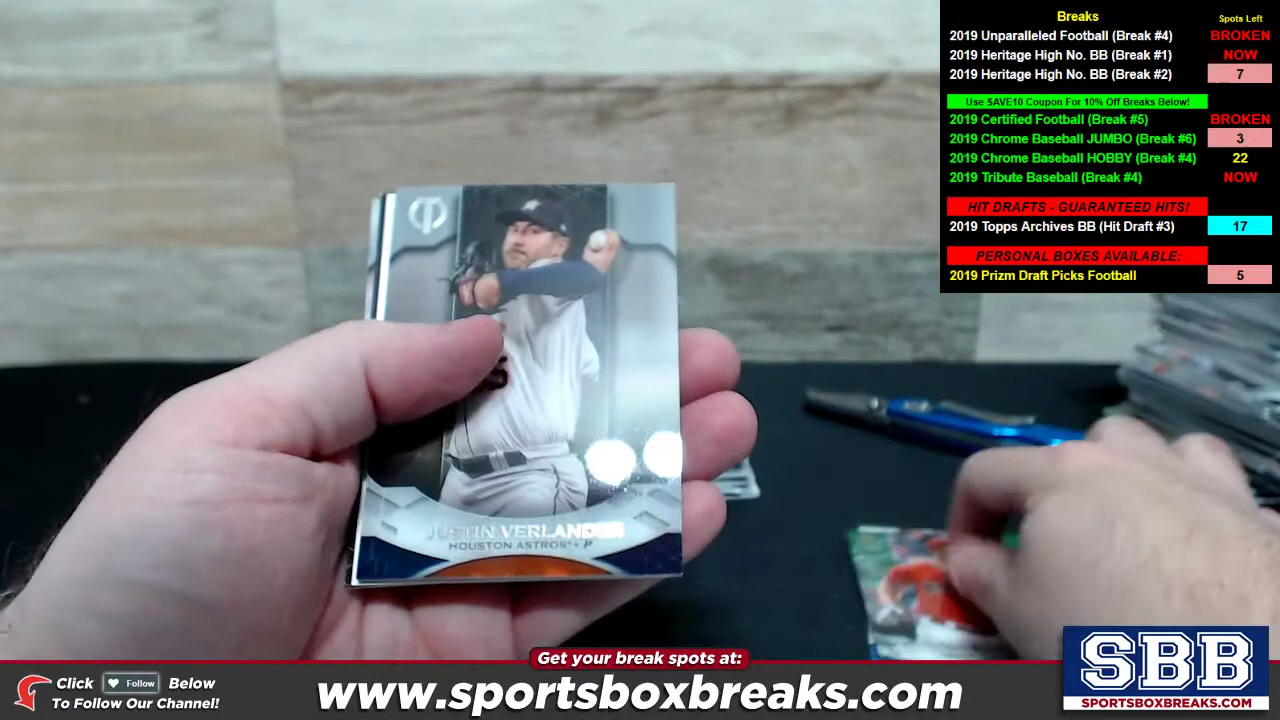 Breaks Spots Left
2019 Unparalleled Football (Break #4) BROKEN
2019 Heritage High No. BB (Break #1) NOW
2019 Heritage High No. BB (Break #2) 7
Use SAVE10 Coupon For 10% Off Breaks Below!
2019 Certified Football (Break #5) BROKEN
2019 Chrome Baseball JUMBO (Break #6) 3
2019 Chrome Baseball HOBBY (Break #4) 22
2019 Tribute Baseball (Break #4) NOW
HIT DRAFTS - GUARANTEED HITS!
2019 Topps Archives BB (Hit Draft #3) 17
PERSONAL BOXES AVAILABLE:
2019 Prizm Draft Picks Football 5
JUSTIN VERLANDER
HOUSTON ASTROS • P
Get your break spots at:
Click Follow Below
To Follow Our Channel!
www.sportsboxbreaks.com
SBB
SPORTSBOXBREAKS.COM